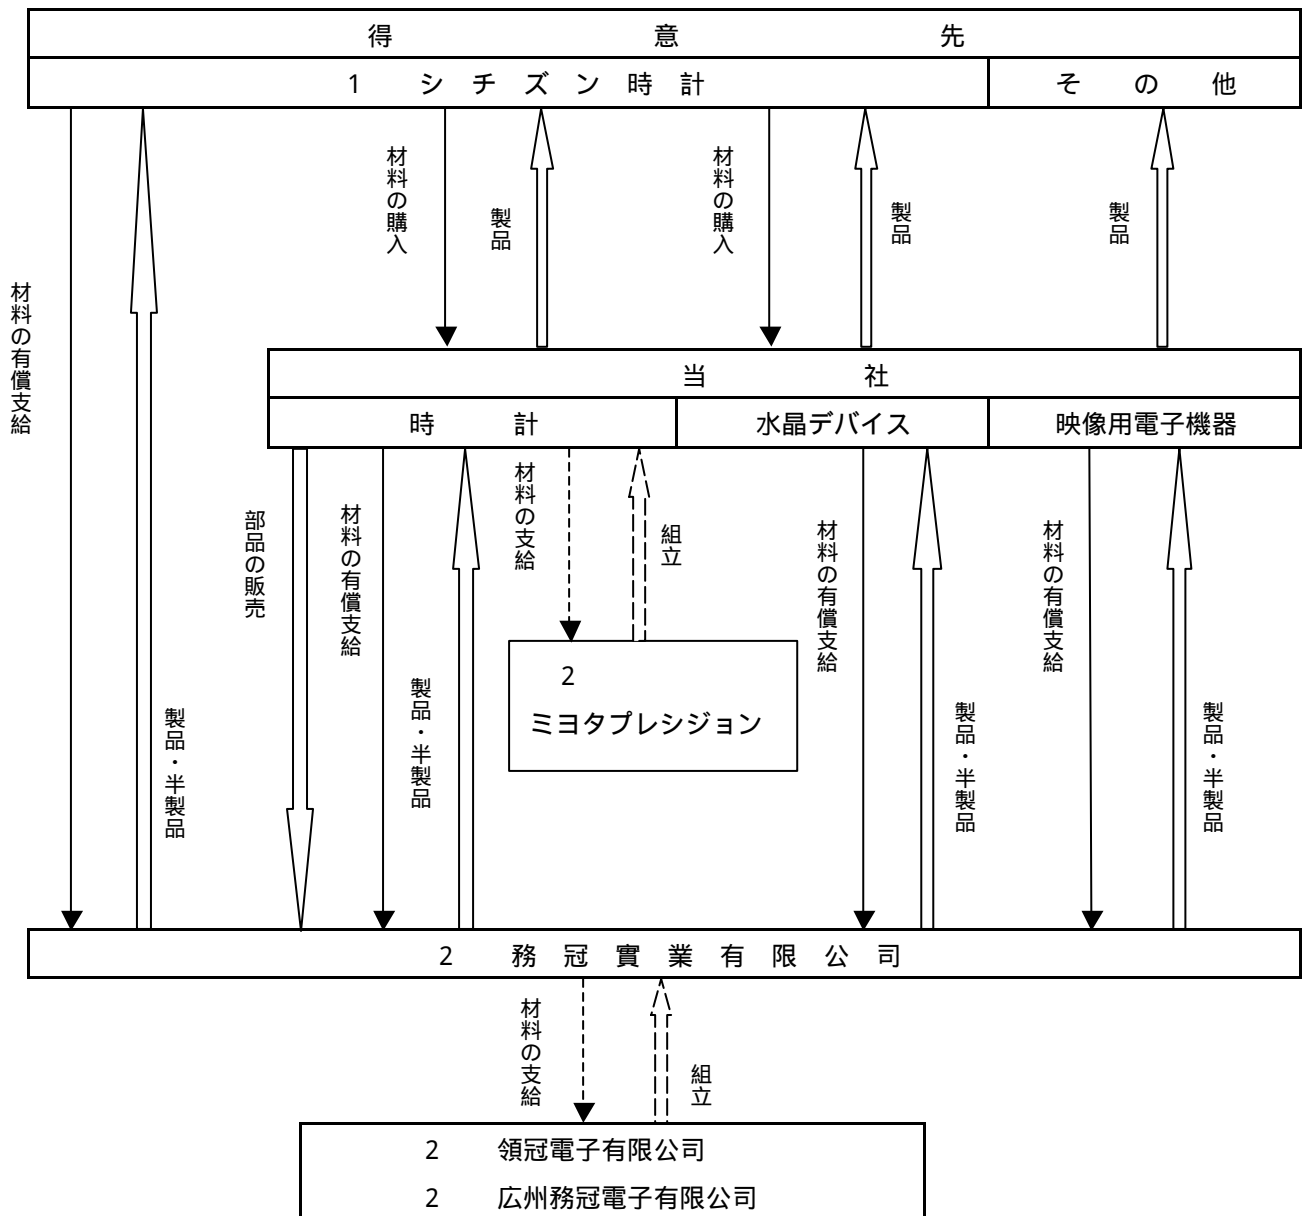 得意先
1 シチズン時計
その他
材料の有償支給
製品・半製品
材料の購入
製品
材料の購入
製品
製品
当社
時計
水晶デバイス
映像用電子機器
部品の販売
材料の有償支給
製品・半製品
材料の支給
組立
材料の有償支給
製品・半製品
材料の有償支給
製品・半製品
2
ミヨタプレシジョン
2 務冠實業有限公司
材料の支給
組立
2 領冠電子有限公司
2 広州務冠電子有限公司